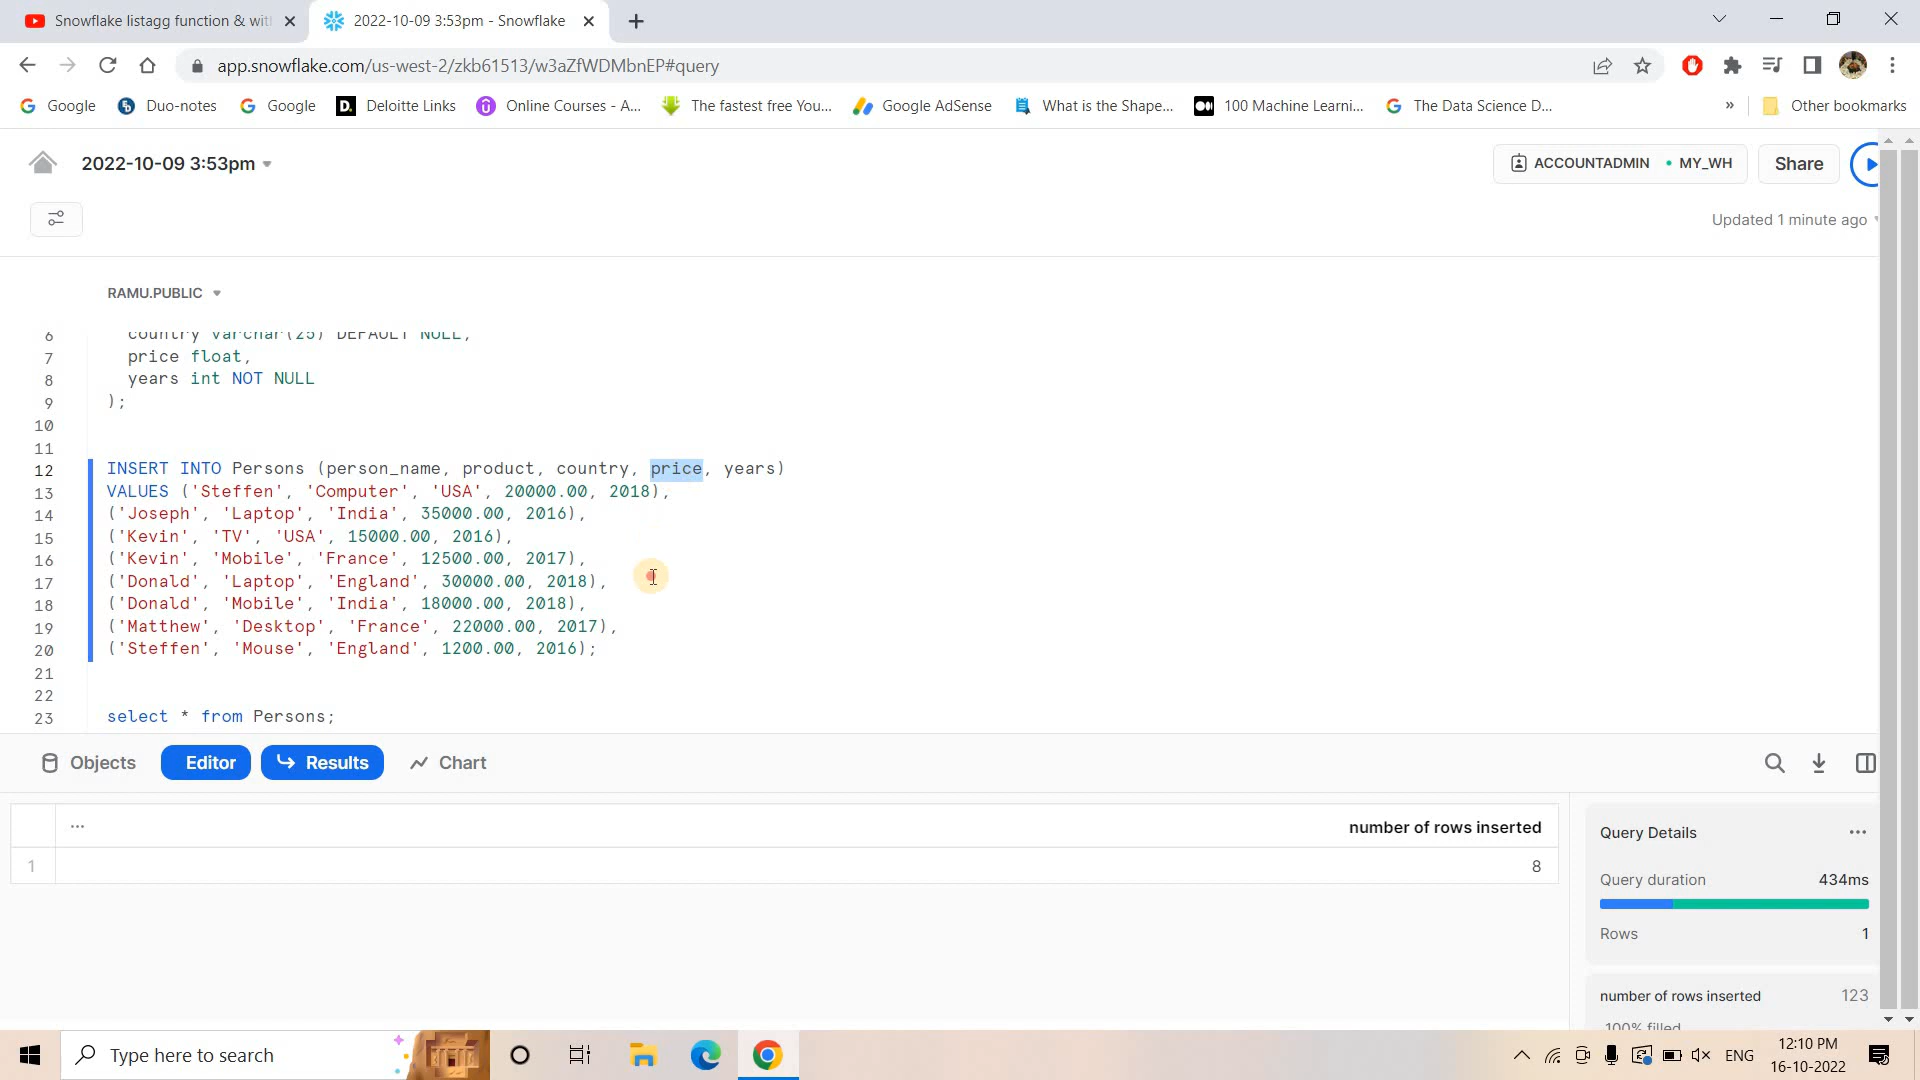 Snowflake listagg function & wit
2022-10-09 3:53pm - Snowflake
app.snowflake.com/us-west-2/zkb61513/w3aZfWDMbnEP#query
Google
Duo-notes
Google
Deloitte Links
Online Courses - A...
The fastest free You...
Google AdSense
What is the Shape...
100 Machine Learni...
The Data Science D...
»
Other bookmarks
2022-10-09 3:53pm
ACCOUNTADMIN • MY_WH
Share
Updated 1 minute ago
RAMU.PUBLIC
6 country varchar(25) DEFAULT NULL,
7 price float,
8 years int NOT NULL
9 );
10
11
12 INSERT INTO Persons (person_name, product, country, price, years)
13 VALUES ('Steffen', 'Computer', 'USA', 20000.00, 2018),
14 ('Joseph', 'Laptop', 'India', 35000.00, 2016),
15 ('Kevin', 'TV', 'USA', 15000.00, 2016),
16 ('Kevin', 'Mobile', 'France', 12500.00, 2017),
17 ('Donald', 'Laptop', 'England', 30000.00, 2018),
18 ('Donald', 'Mobile', 'India', 18000.00, 2018),
19 ('Matthew', 'Desktop', 'France', 22000.00, 2017),
20 ('Steffen', 'Mouse', 'England', 1200.00, 2016);
21
22
23 select * from Persons;
Objects
Editor
Results
Chart
... number of rows inserted
1 8
Query Details ...
Query duration 434ms
Rows 1
number of rows inserted 123
100% filled
Type here to search
ENG
12:10 PM
16-10-2022